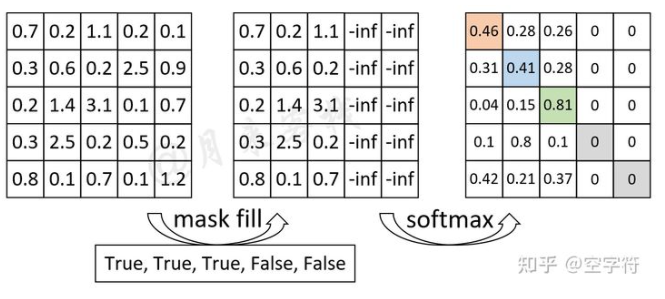 0.7 0.2 1.1 0.2 0.1
0.3 0.6 0.2 2.5 0.9
0.2 1.4 3.1 0.1 0.7
0.3 2.5 0.2 0.5 0.2
0.8 0.1 0.7 0.1 1.2
0.7 0.2 1.1 -inf -inf
0.3 0.6 0.2 -inf -inf
0.2 1.4 3.1 -inf -inf
0.3 2.5 0.2 -inf -inf
0.8 0.1 0.7 -inf -inf
0.46 0.28 0.26 0 0
0.31 0.41 0.28 0 0
0.04 0.15 0.81 0 0
0.1 0.8 0.1 0 0
0.42 0.21 0.37 0 0
mask fill
softmax
True, True, True, False, False
知乎 @空字符
@月来客栈